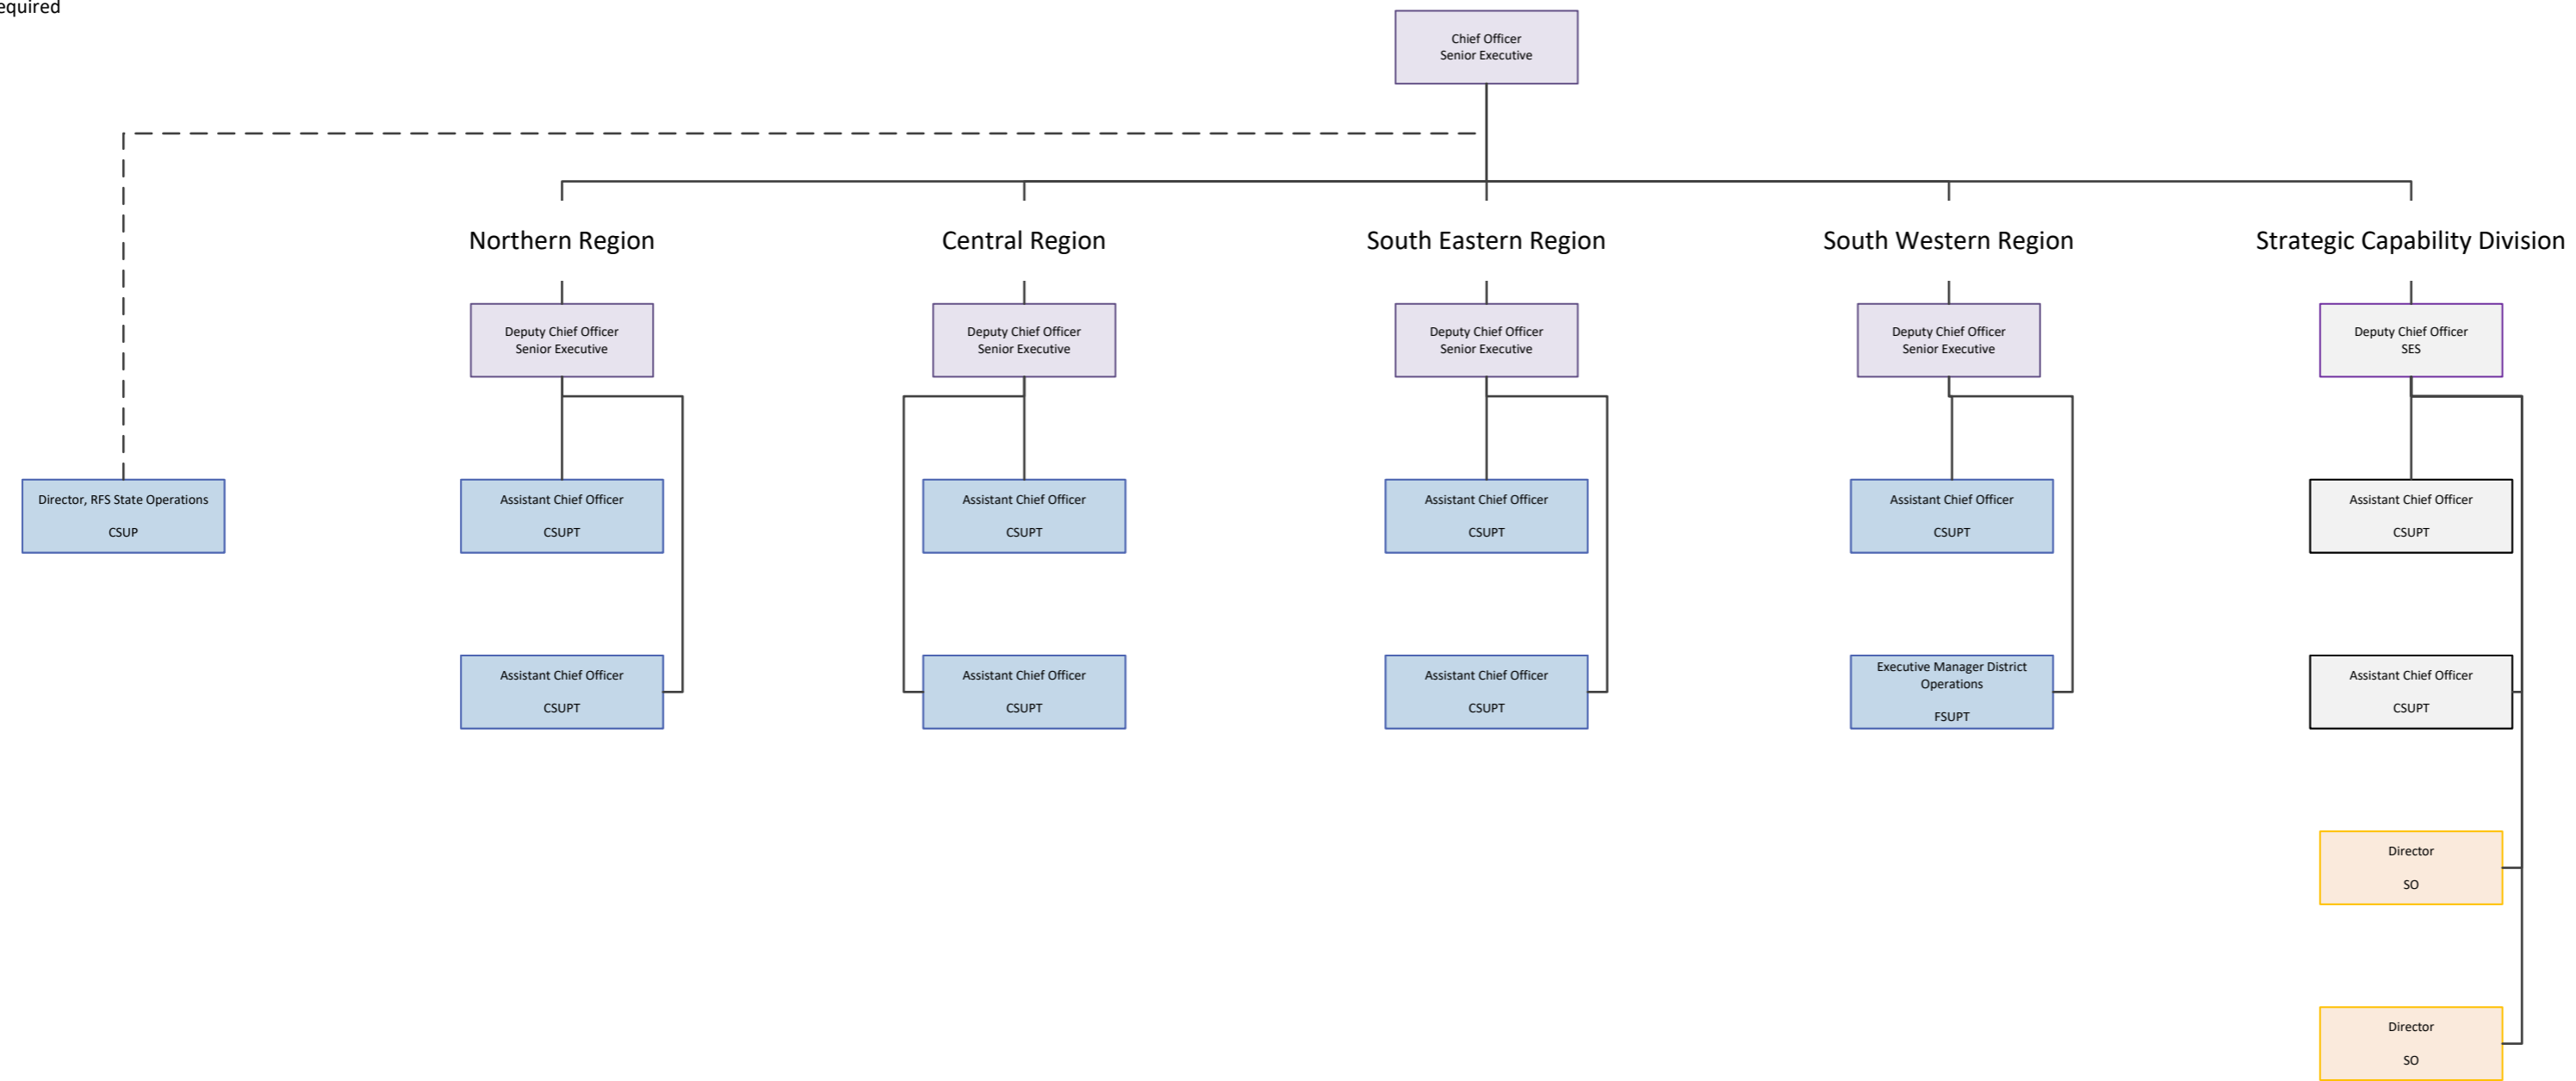 equired
Chief Officer
Senior Executive
Northern Region
Central Region
South Eastern Region
South Western Region
Strategic Capability Division
Deputy Chief Officer
Senior Executive
Deputy Chief Officer
Senior Executive
Deputy Chief Officer
Senior Executive
Deputy Chief Officer
Senior Executive
Deputy Chief Officer
SES
Director, RFS State Operations
CSUP
Assistant Chief Officer
CSUPT
Assistant Chief Officer
CSUPT
Assistant Chief Officer
CSUPT
Assistant Chief Officer
CSUPT
Assistant Chief Officer
CSUPT
Assistant Chief Officer
CSUPT
Assistant Chief Officer
CSUPT
Assistant Chief Officer
CSUPT
Executive Manager District
Operations
FSUPT
Assistant Chief Officer
CSUPT
Director
SO
Director
SO